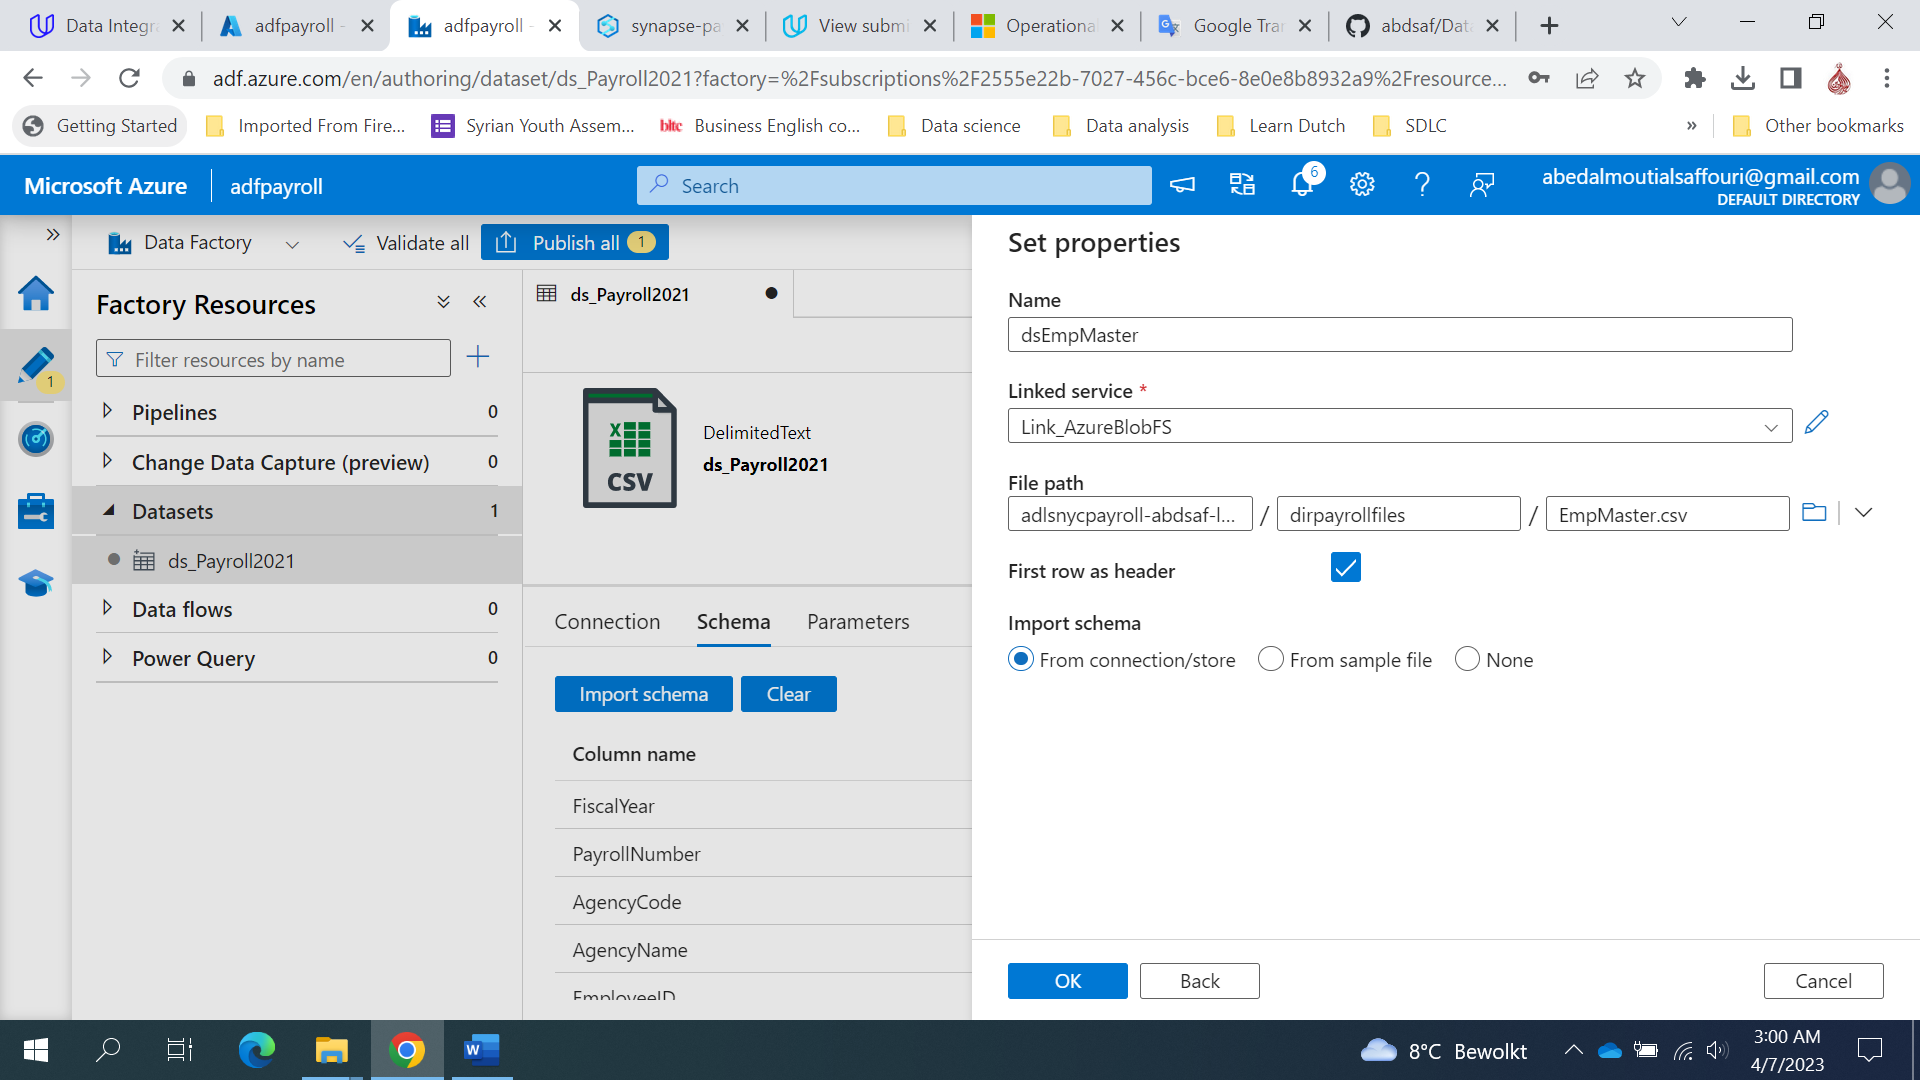 Data Integr
adfpayroll -
adfpayroll -
synapse-pa
View submi
Operationa
Google Tran
abdsaf/Data
adf.azure.com/en/authoring/dataset/ds_Payroll2021?factory=%2Fsubscriptions%2F2555e22b-7027-456c-bce6-8e0e8b8932a9%2Fresource...
Getting Started
Imported From Fire...
Syrian Youth Assem...
bitc Business English co...
Data science
Data analysis
Learn Dutch
SDLC
»
Other bookmarks
Microsoft Azure
adfpayroll
Search
6
abedalmoutialsaffouri@gmail.com
DEFAULT DIRECTORY
Data Factory
Validate all
Publish all 1
Factory Resources
Filter resources by name
1
Pipelines 0
Change Data Capture (preview) 0
Datasets 1
ds_Payroll2021
Data flows 0
Power Query 0
ds_Payroll2021
CSV
DelimitedText
ds_Payroll2021
Connection
Schema
Parameters
Import schema
Clear
Column name
FiscalYear
PayrollNumber
AgencyCode
AgencyName
EmployeeID
Set properties
Name
dsEmpMaster
Linked service *
Link_AzureBlobFS
File path
adlsnycpayroll-abdsaf-l... / dirpayrollfiles / EmpMaster.csv
First row as header
Import schema
From connection/store
From sample file
None
OK
Back
Cancel
W
8°C Bewolkt
3:00 AM
4/7/2023